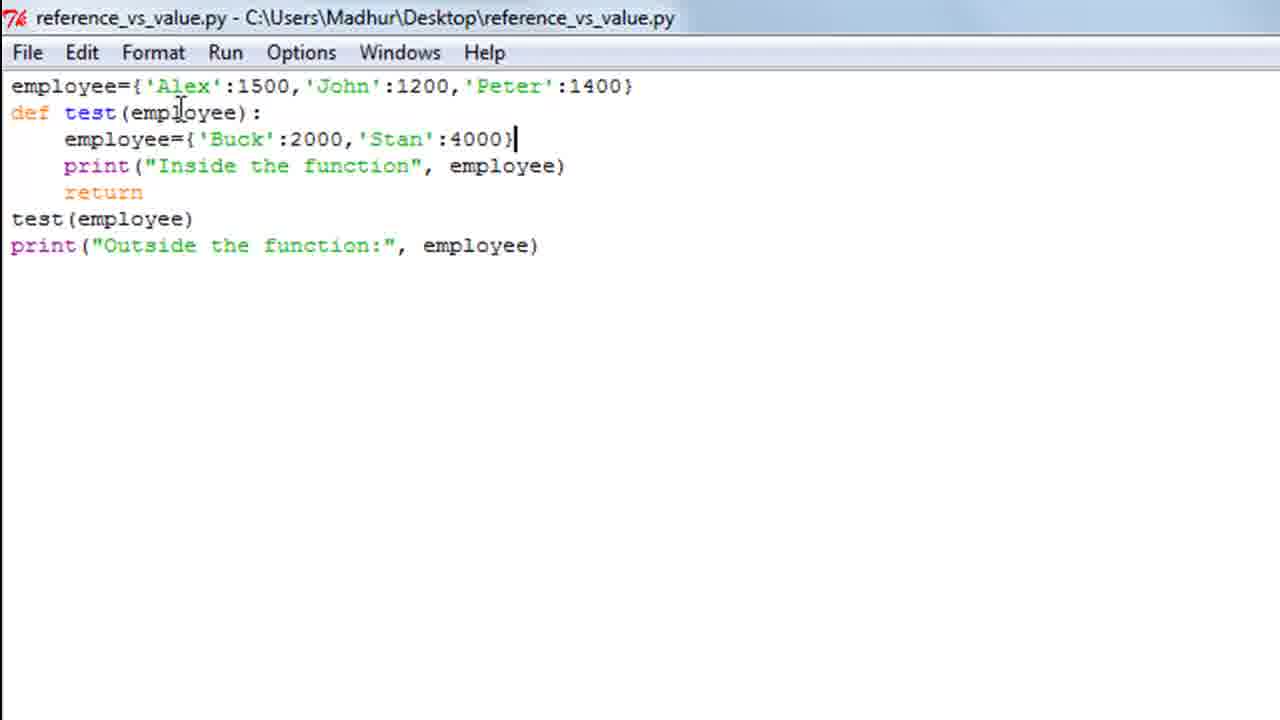 reference_vs_value.py - C:\Users\Madhur\Desktop\reference_vs_value.py
File Edit Format Run Options Windows Help
employee={'Alex':1500,'John':1200,'Peter':1400}
def test(employee):
    employee={'Buck':2000,'Stan':4000}
    print("Inside the function", employee)
    return
test(employee)
print("Outside the function:", employee)